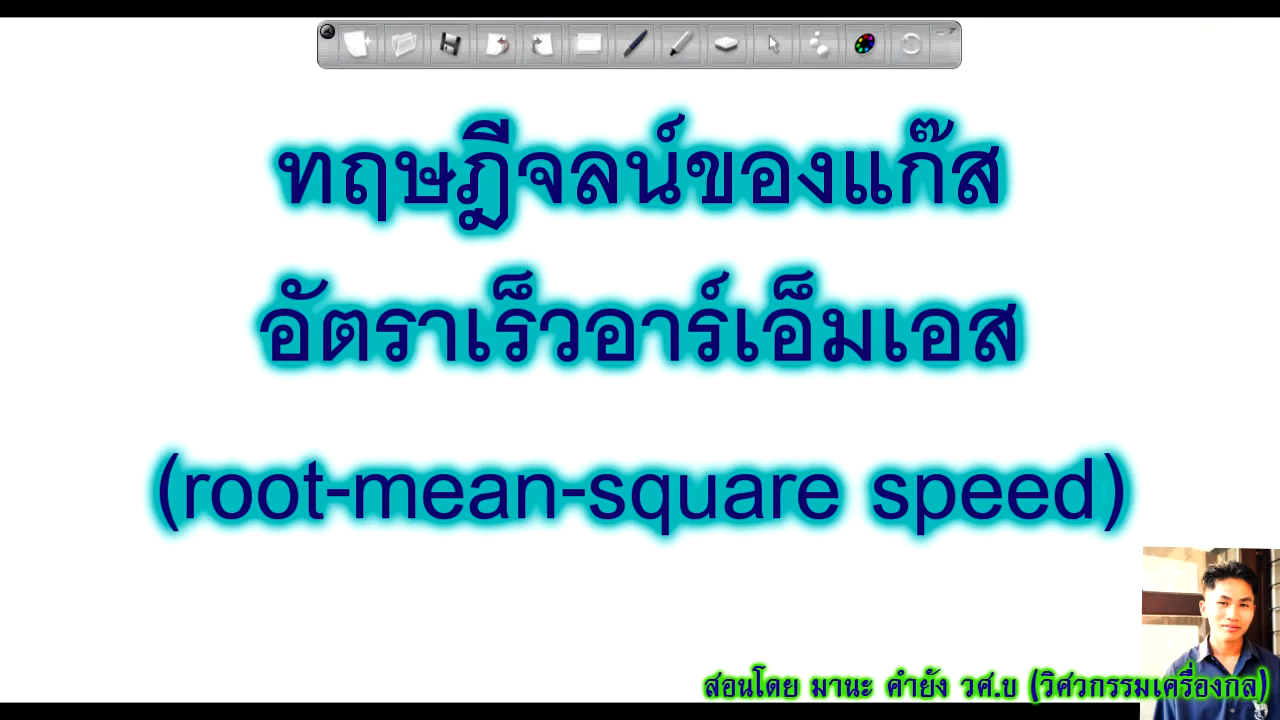 ทฤษฎีจลน์ของแก๊ส
อัตราเร็วอาร์เอ็มเอส
(root-mean-square speed)
สอนโดย มานะ คำยัง วศ.บ (วิศวกรรมเครื่องกล)